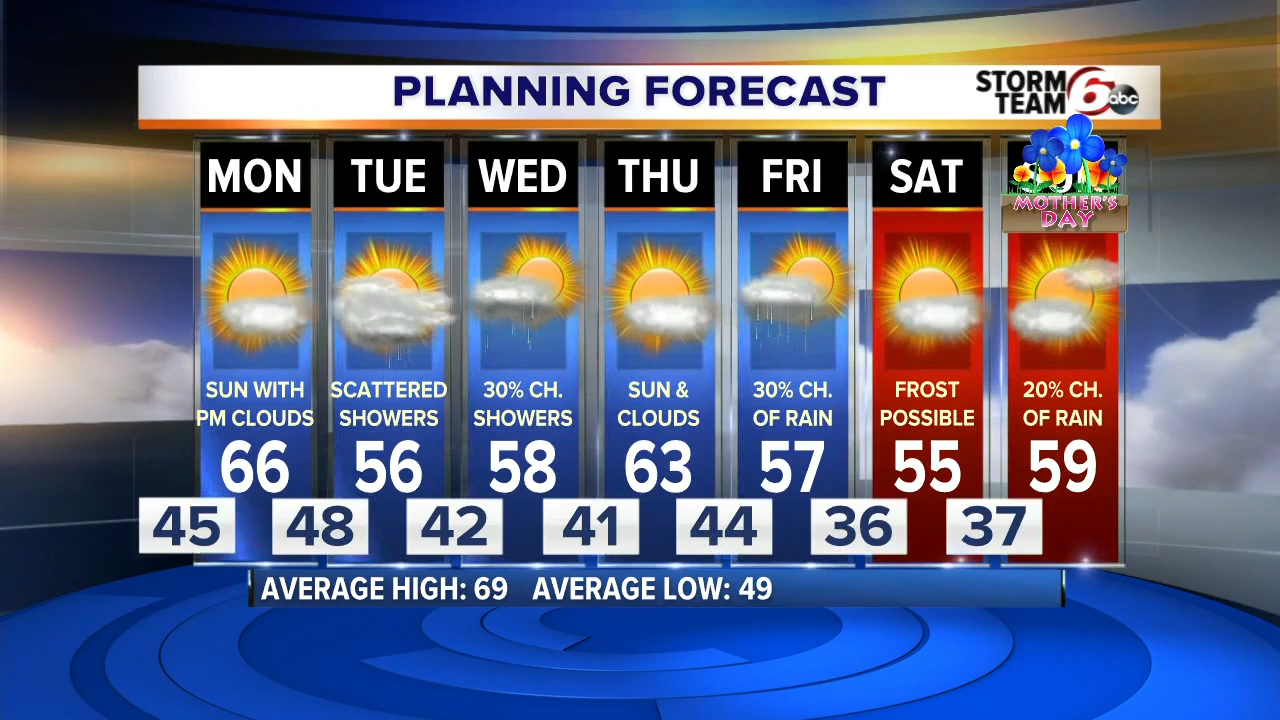 PLANNING FORECAST
STORM
TEAM 6 abc
MON TUE WED THU FRI SAT
MOTHER'S
DAY
SUN WITH SCATTERED 30% CH. SUN & 30% CH. FROST 20% CH.
PM CLOUDS SHOWERS SHOWERS CLOUDS OF RAIN POSSIBLE OF RAIN
66 56 58 63 57 55 59
45 48 42 41 44 36 37
AVERAGE HIGH: 69 AVERAGE LOW: 49